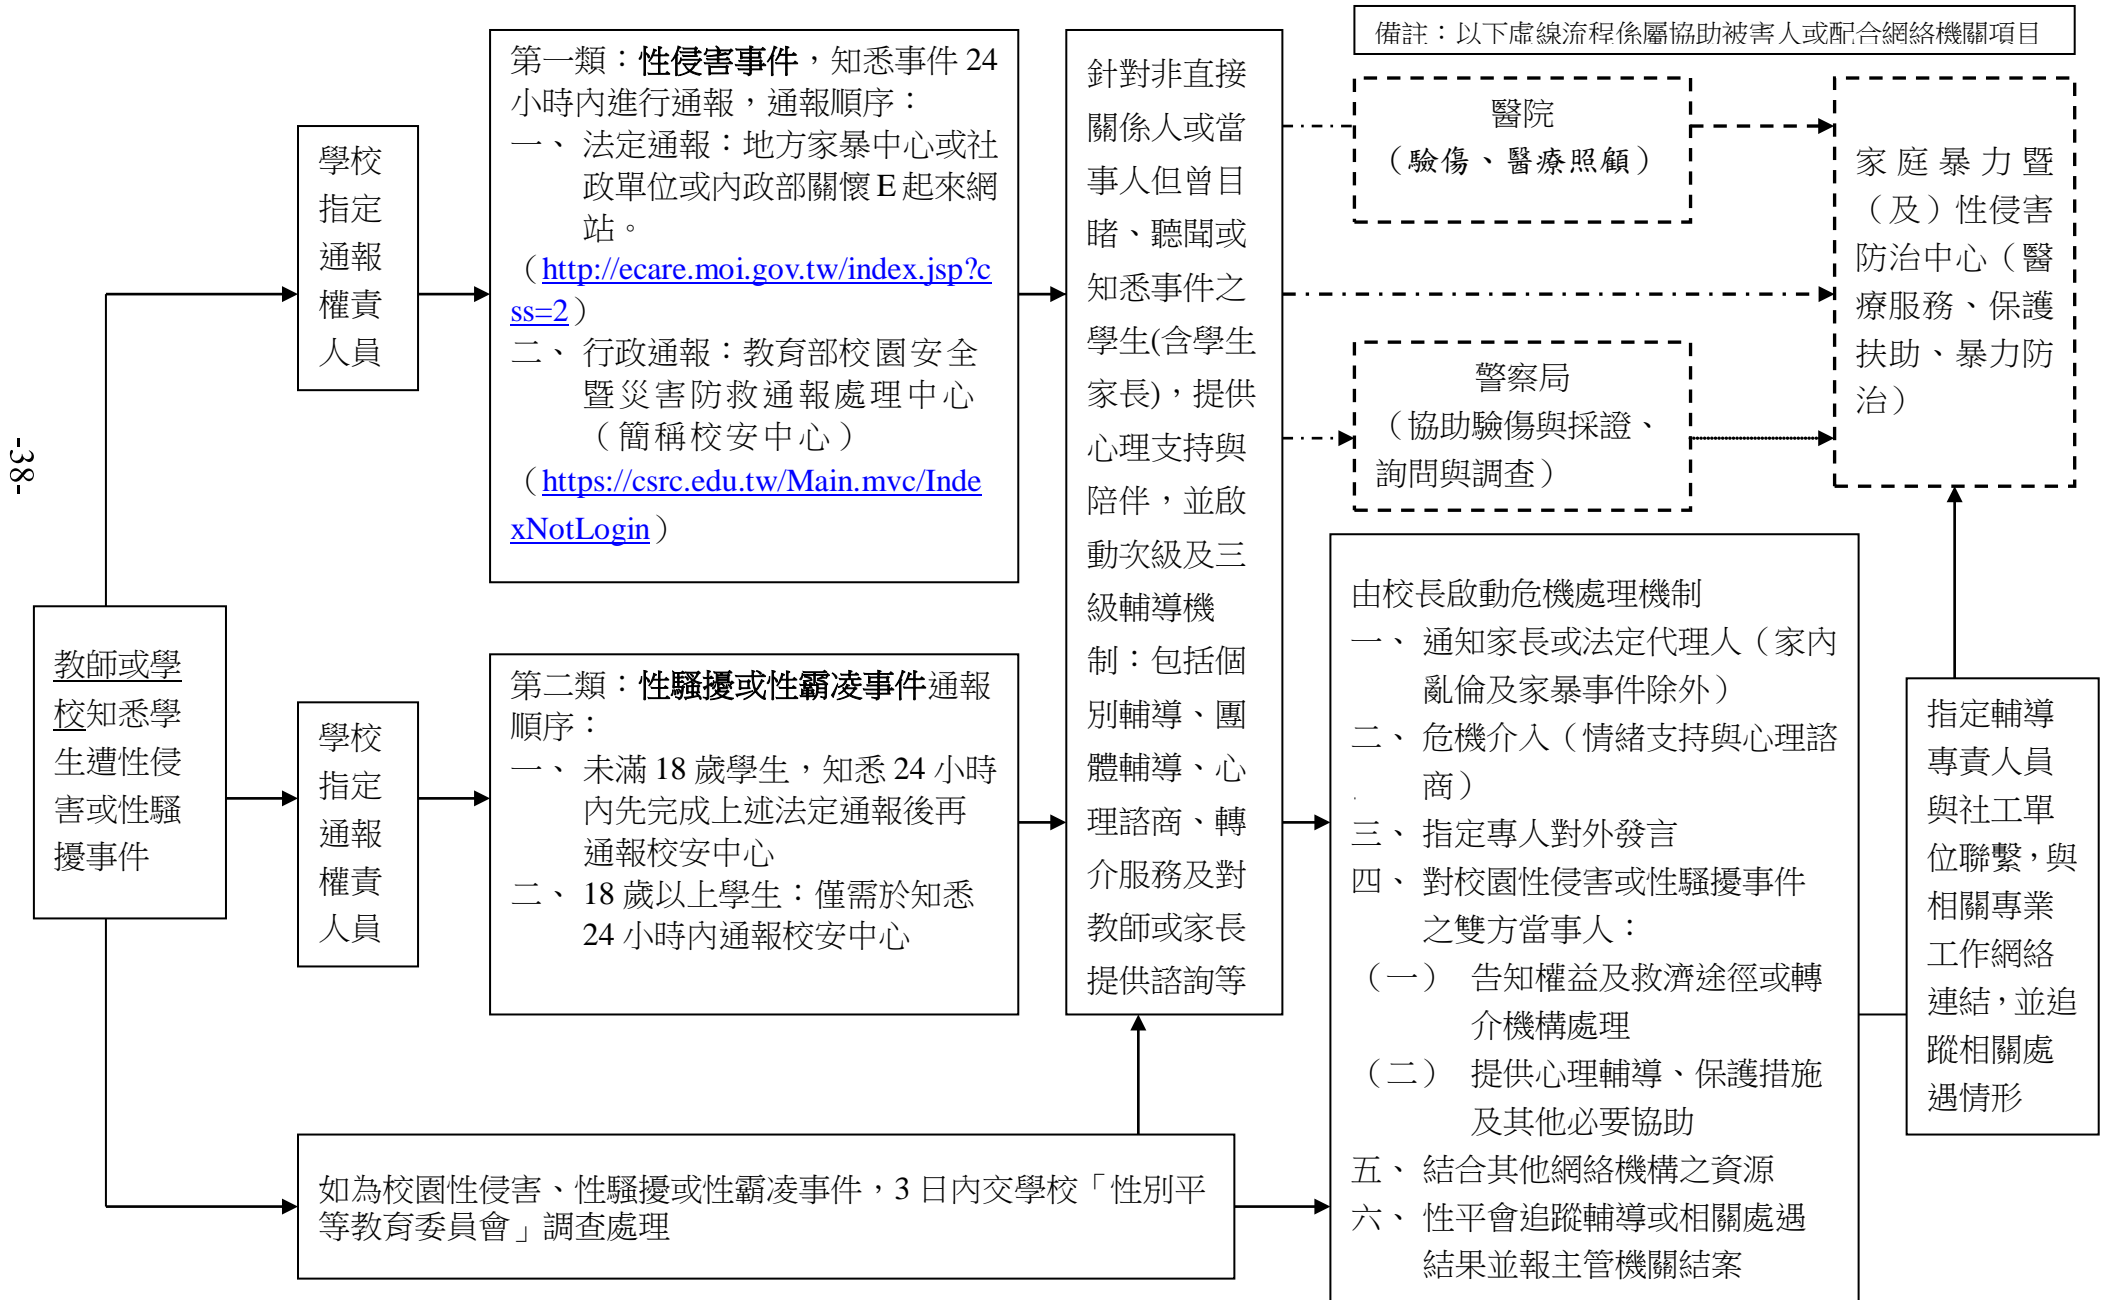 備註：以下虛線流程係屬協助被害人或配合網絡機關項目
-38-
教師或學
校知悉學
生遭性侵
害或性騷
擾事件
學校
指定
通報
權責
人員
第一類：性侵害事件，知悉事件 24
小時內進行通報，通報順序：
一、 法定通報：地方家暴中心或社
政單位或內政部關懷 E 起來網
站。
（http://ecare.moi.gov.tw/index.jsp?c
ss=2）
二、 行政通報：教育部校園安全
暨災害防救通報處理中心
（簡稱校安中心）
（https://csrc.edu.tw/Main.mvc/Inde
xNotLogin）
學校
指定
通報
權責
人員
第二類：性騷擾或性霸凌事件通報
順序：
一、 未滿 18 歲學生，知悉 24 小時
內先完成上述法定通報後再
通報校安中心
二、 18 歲以上學生：僅需於知悉
24 小時內通報校安中心
如為校園性侵害、性騷擾或性霸凌事件，3 日內交學校「性別平
等教育委員會」調查處理
針對非直接
關係人或當
事人但曾目
睹、聽聞或
知悉事件之
學生(含學生
家長)，提供
心理支持與
陪伴，並啟
動次級及三
級輔導機
制：包括個
別輔導、團
體輔導、心
理諮商、轉
介服務及對
教師或家長
提供諮詢等
醫院
（驗傷、醫療照顧）
警察局
（協助驗傷與採證、
詢問與調查）
家庭暴力暨
（及）性侵害
防治中心（醫
療服務、保護
扶助、暴力防
治）
由校長啟動危機處理機制
一、 通知家長或法定代理人（家內
亂倫及家暴事件除外）
二、 危機介入（情緒支持與心理諮
商）
三、 指定專人對外發言
四、 對校園性侵害或性騷擾事件
之雙方當事人：
（一） 告知權益及救濟途徑或轉
介機構處理
（二） 提供心理輔導、保護措施
及其他必要協助
五、 結合其他網絡機構之資源
六、 性平會追蹤輔導或相關處遇
結果並報主管機關結案
指定輔導
專責人員
與社工單
位聯繫，與
相關專業
工作網絡
連結，並追
蹤相關處
遇情形